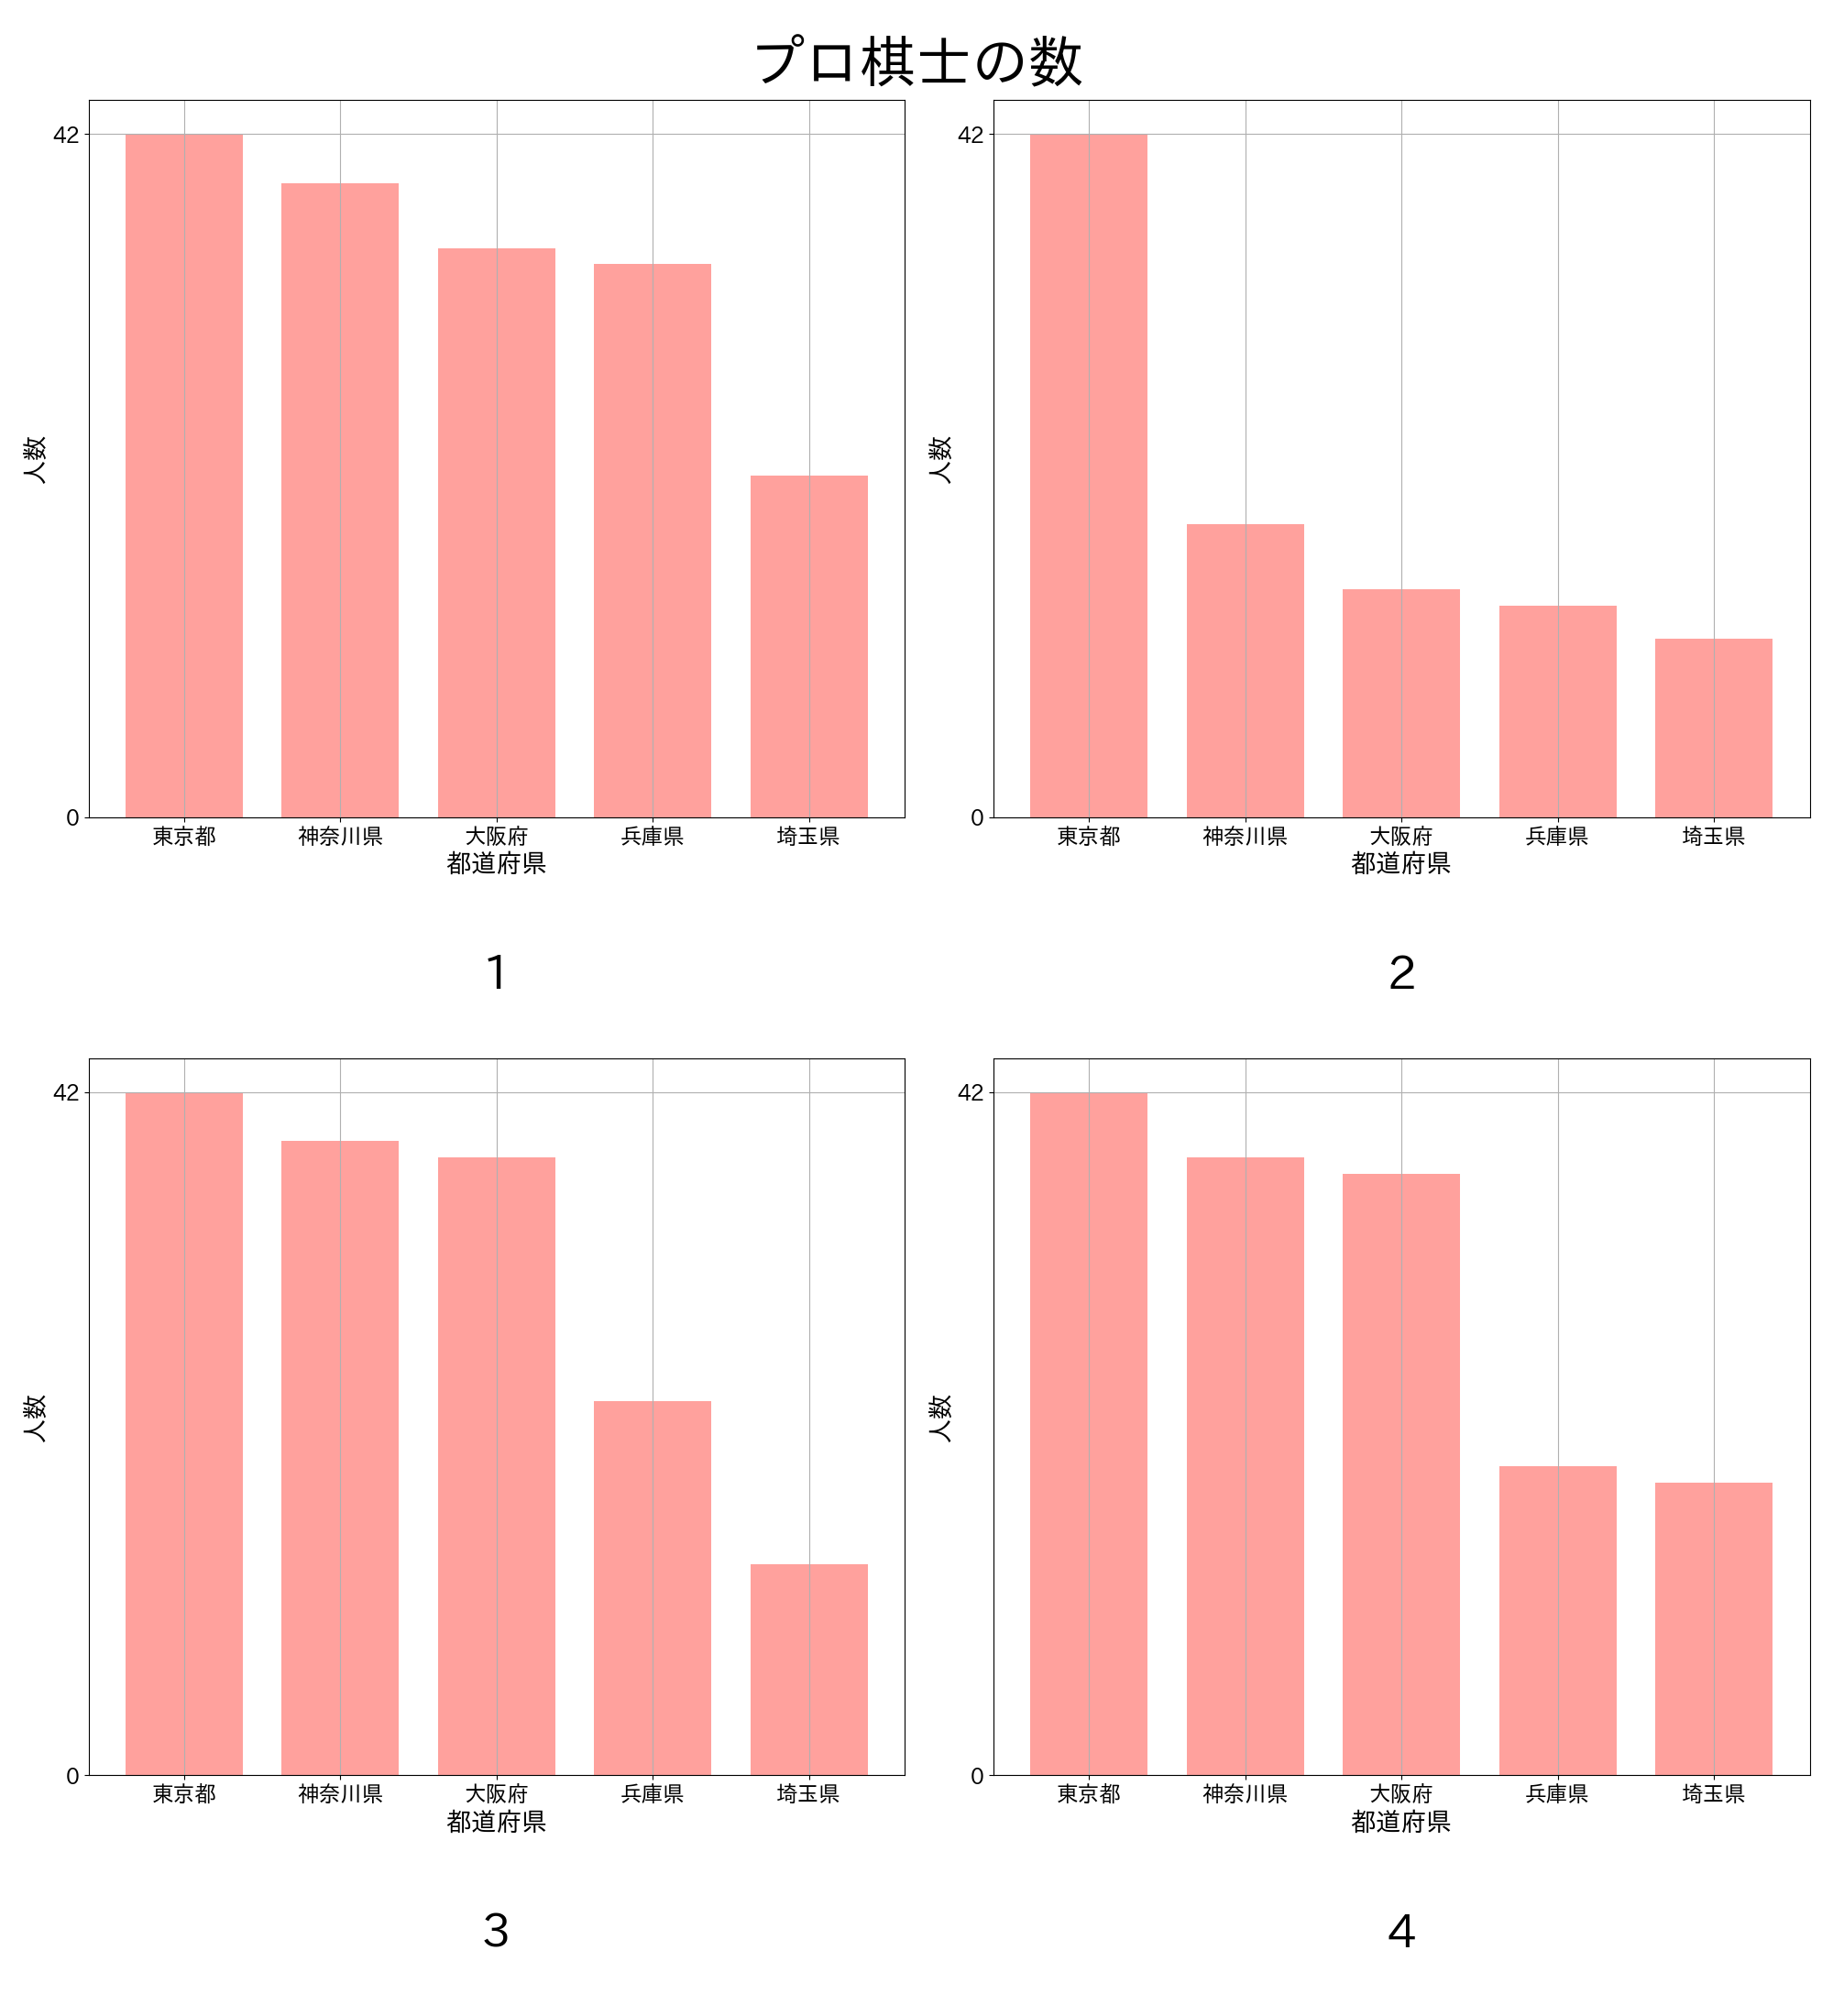 プロ棋士の数
42
0
人数
東京都 神奈川県 大阪府 兵庫県 埼玉県
都道府県
1
42
0
人数
東京都 神奈川県 大阪府 兵庫県 埼玉県
都道府県
2
42
0
人数
東京都 神奈川県 大阪府 兵庫県 埼玉県
都道府県
3
42
0
人数
東京都 神奈川県 大阪府 兵庫県 埼玉県
都道府県
4